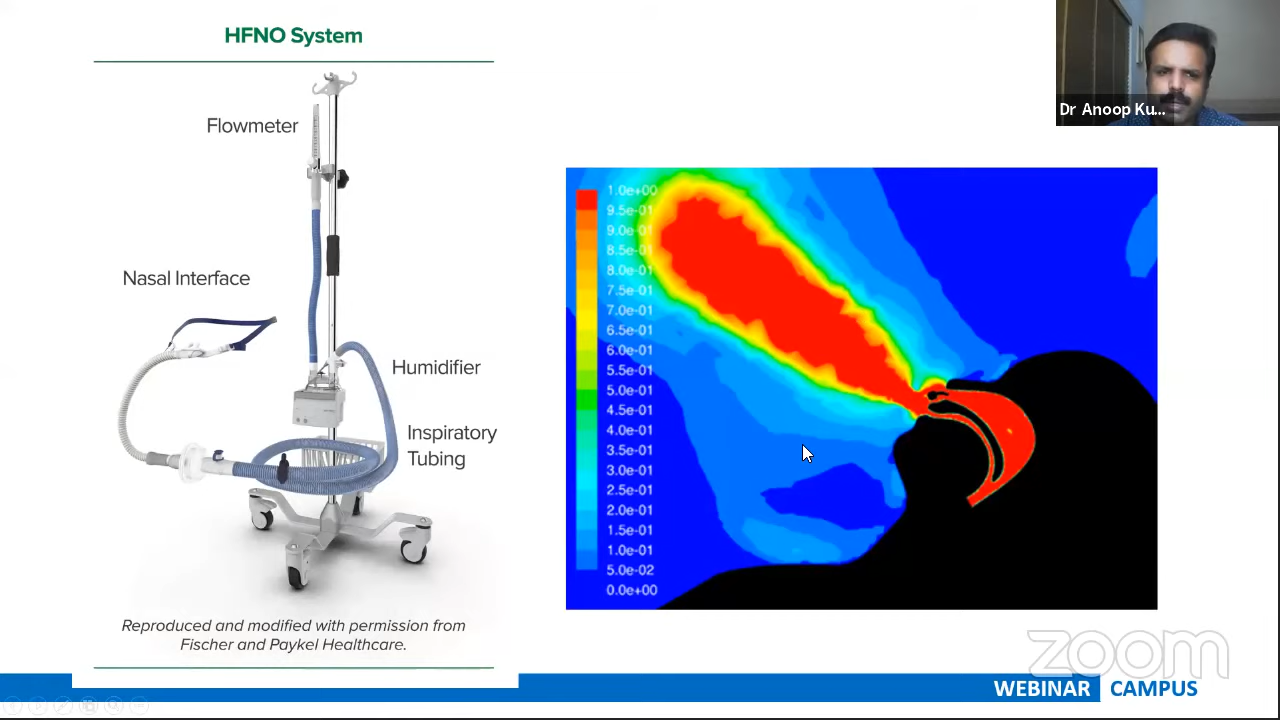 HFNO System
Flowmeter
Nasal Interface
Humidifier
Inspiratory
Tubing
Reproduced and modified with permission from
Fischer and Paykel Healthcare.
1.0e+00
9.5e-01
9.0e-01
8.5e-01
8.0e-01
7.5e-01
7.0e-01
6.5e-01
6.0e-01
5.5e-01
5.0e-01
4.5e-01
4.0e-01
3.5e-01
3.0e-01
2.5e-01
2.0e-01
1.5e-01
1.0e-01
5.0e-02
0.0e+00
Dr Anoop Ku...
zoom
WEBINAR CAMPUS